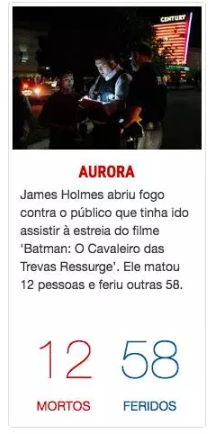 CENTURY
AURORA
James Holmes abriu fogo
contra o público que tinha ido
assistir à estreia do filme
‘Batman: O Cavaleiro das
Trevas Ressurge’. Ele matou
12 pessoas e feriu outras 58.
12 58
MORTOS FERIDOS